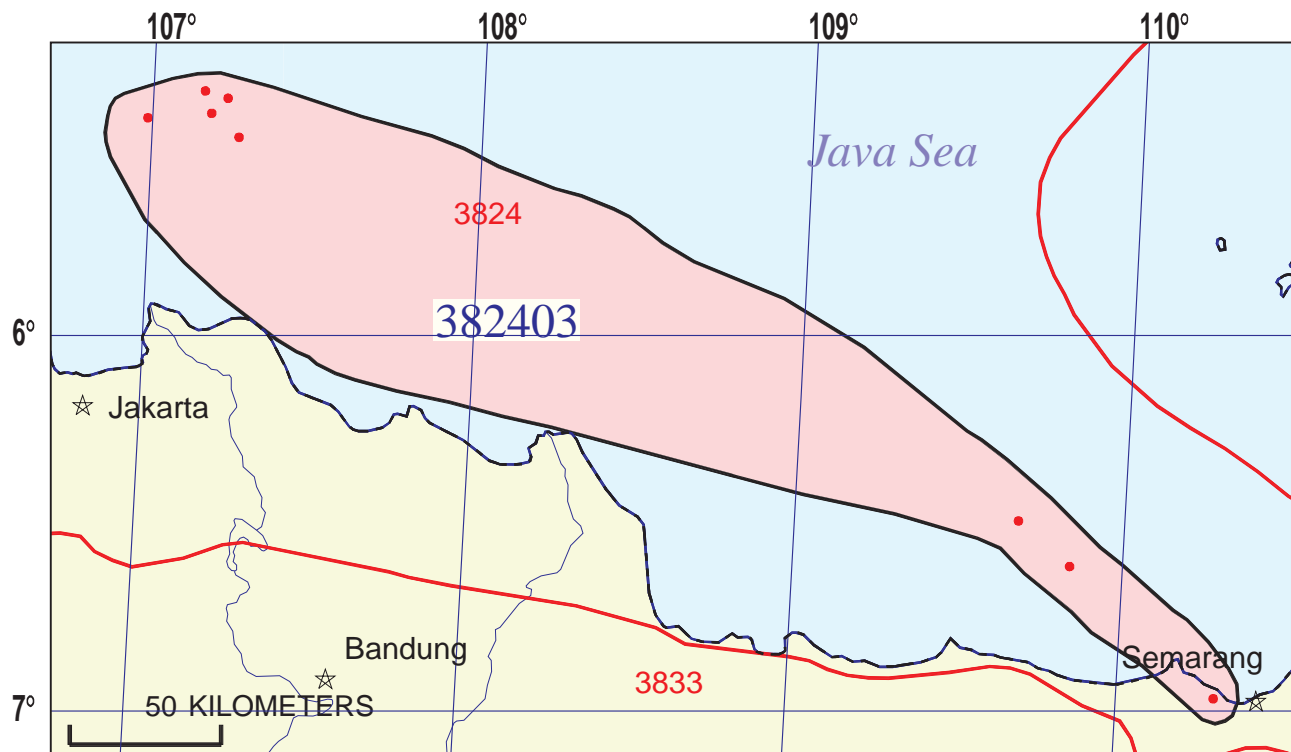 107° 108° 109° 110°
Java Sea
3824
382403
6°
Jakarta
Bandung
Semarang
3833
50 KILOMETERS
7°